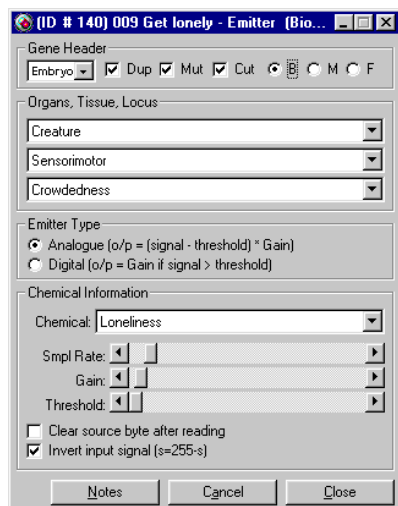 (ID # 140) 009 Get lonely - Emitter (Bio...
Gene Header
Embryo Dup Mut Cut B M F
Organs, Tissue, Locus
Creature
Sensorimotor
Crowdedness
Emitter Type
Analogue (o/p = (signal - threshold) * Gain)
Digital (o/p = Gain if signal > threshold)
Chemical Information
Chemical: Loneliness
Smpl Rate:
Gain:
Threshold:
Clear source byte after reading
Invert input signal (s=255-s)
Notes Cancel Close